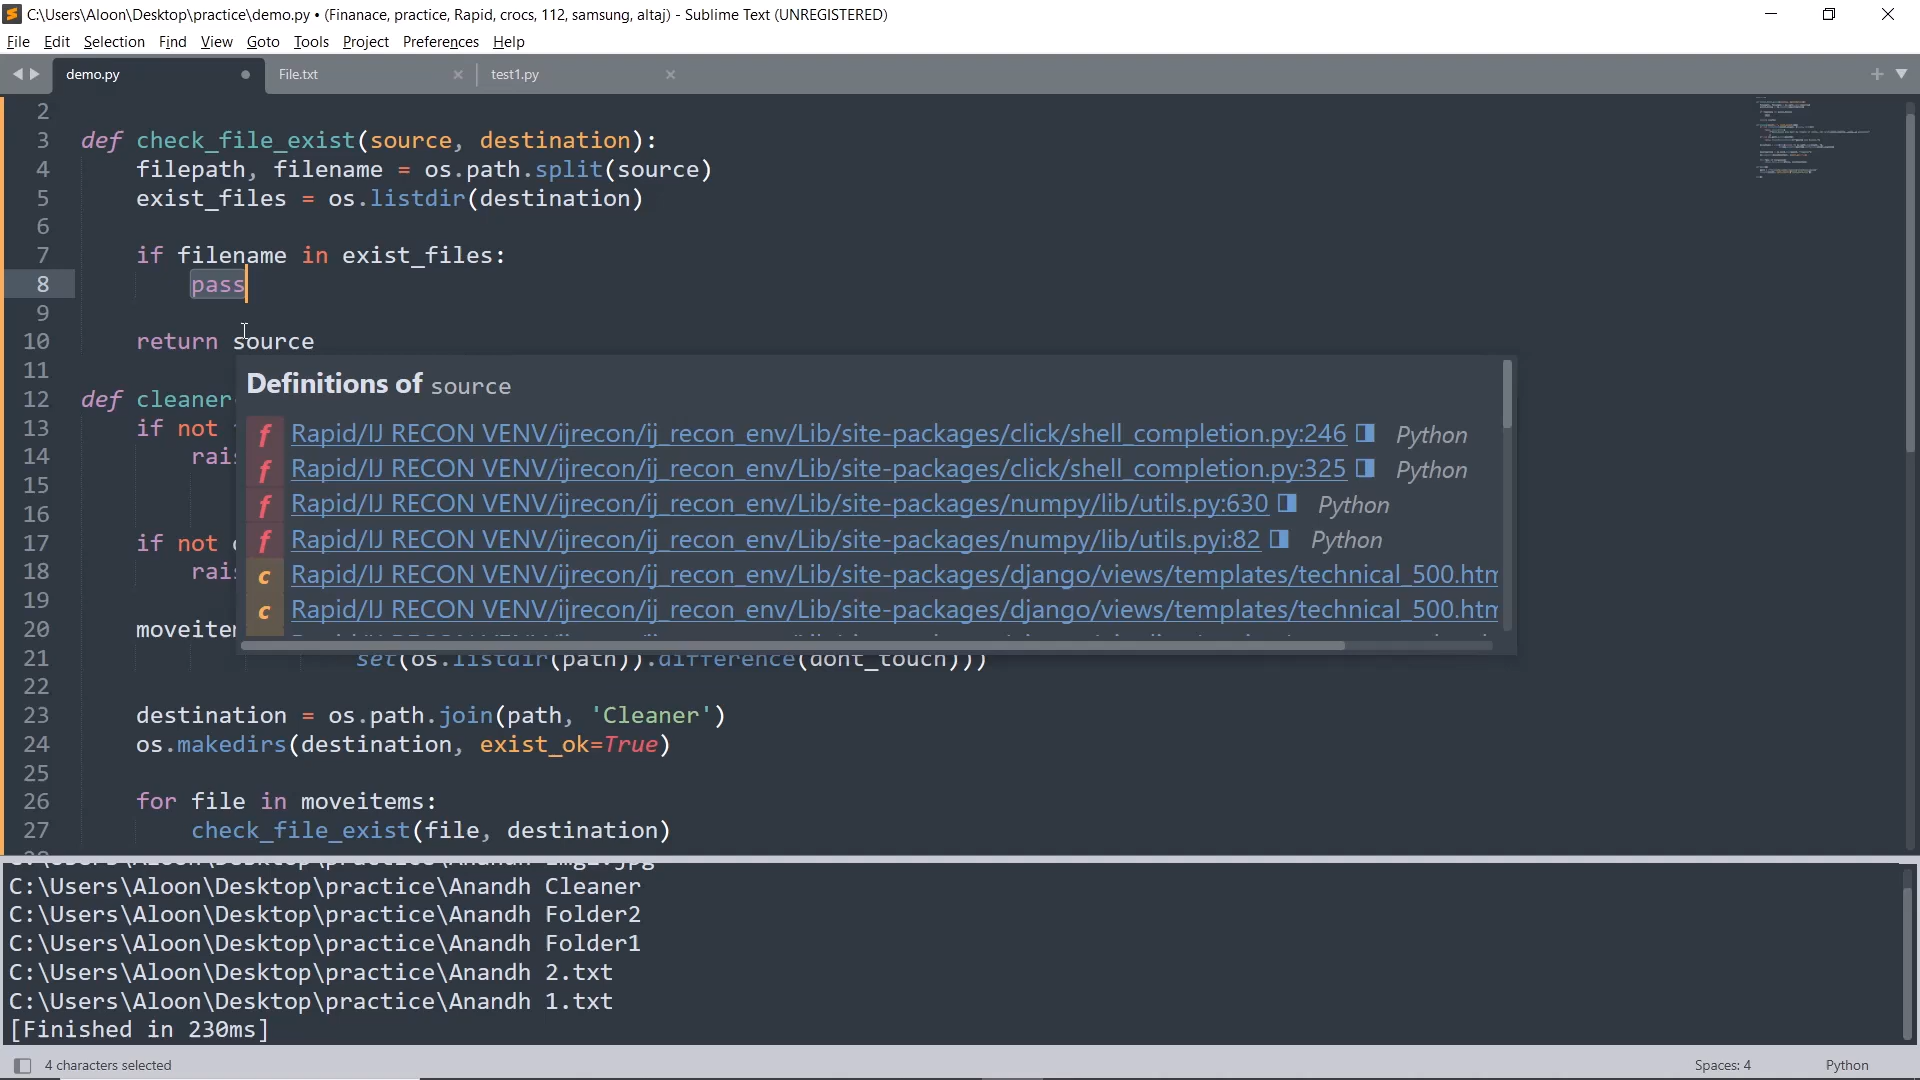 C:\Users\Aloon\Desktop\practice\demo.py • (Finanace, practice, Rapid, crocs, 112, samsung, altaj) - Sublime Text (UNREGISTERED)
File Edit Selection Find View Goto Tools Project Preferences Help
demo.py File.txt test1.py
2
3 def check_file_exist(source, destination):
4 filepath, filename = os.path.split(source)
5 exist_files = os.listdir(destination)
6
7 if filename in exist_files:
8 pass
9
10 return source
11
Definitions of source
12 def cleaner
13 if not
f Rapid/IJ RECON VENV/ijrecon/ij_recon_env/Lib/site-packages/click/shell_completion.py:246 Python
14 rais
f Rapid/IJ RECON VENV/ijrecon/ij_recon_env/Lib/site-packages/click/shell_completion.py:325 Python
15
f Rapid/IJ RECON VENV/ijrecon/ij_recon_env/Lib/site-packages/numpy/lib/utils.py:630 Python
16
17 if not
f Rapid/IJ RECON VENV/ijrecon/ij_recon_env/Lib/site-packages/numpy/lib/utils.pyi:82 Python
18 rais
c Rapid/IJ RECON VENV/ijrecon/ij_recon_env/Lib/site-packages/django/views/templates/technical_500.htm
19
c Rapid/IJ RECON VENV/ijrecon/ij_recon_env/Lib/site-packages/django/views/templates/technical_500.htm
20 moveitem
21 set(os.listdir(path)).difference(dont_touch)))
22
23 destination = os.path.join(path, 'Cleaner')
24 os.makedirs(destination, exist_ok=True)
25
26 for file in moveitems:
27 check_file_exist(file, destination)
C:\Users\Aloon\Desktop\practice\Anandh Cleaner
C:\Users\Aloon\Desktop\practice\Anandh Folder2
C:\Users\Aloon\Desktop\practice\Anandh Folder1
C:\Users\Aloon\Desktop\practice\Anandh 2.txt
C:\Users\Aloon\Desktop\practice\Anandh 1.txt
[Finished in 230ms]
4 characters selected Spaces: 4 Python